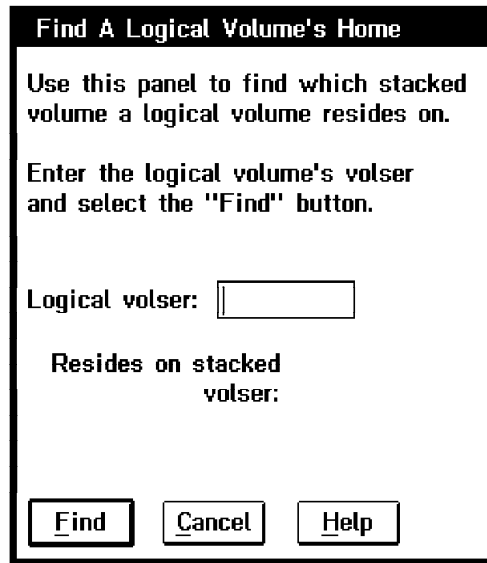 Find A Logical Volume's Home
Use this panel to find which stacked
volume a logical volume resides on.
Enter the logical volume's volser
and select the "Find" button.
Logical volser:
Resides on stacked
volser:
Find Cancel Help